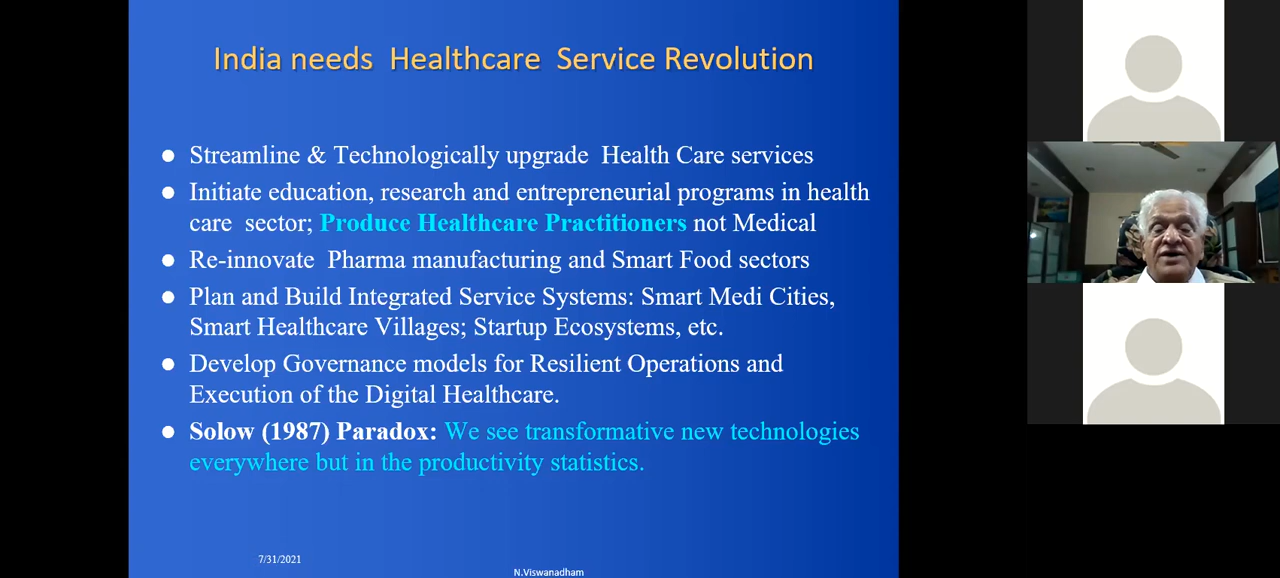 India needs Healthcare Service Revolution
● Streamline & Technologically upgrade Health Care services
● Initiate education, research and entrepreneurial programs in health
care sector; Produce Healthcare Practitioners not Medical
● Re-innovate Pharma manufacturing and Smart Food sectors
● Plan and Build Integrated Service Systems: Smart Medi Cities,
Smart Healthcare Villages; Startup Ecosystems, etc.
● Develop Governance models for Resilient Operations and
Execution of the Digital Healthcare.
● Solow (1987) Paradox: We see transformative new technologies
everywhere but in the productivity statistics.
7/31/2021
N.Viswanadham